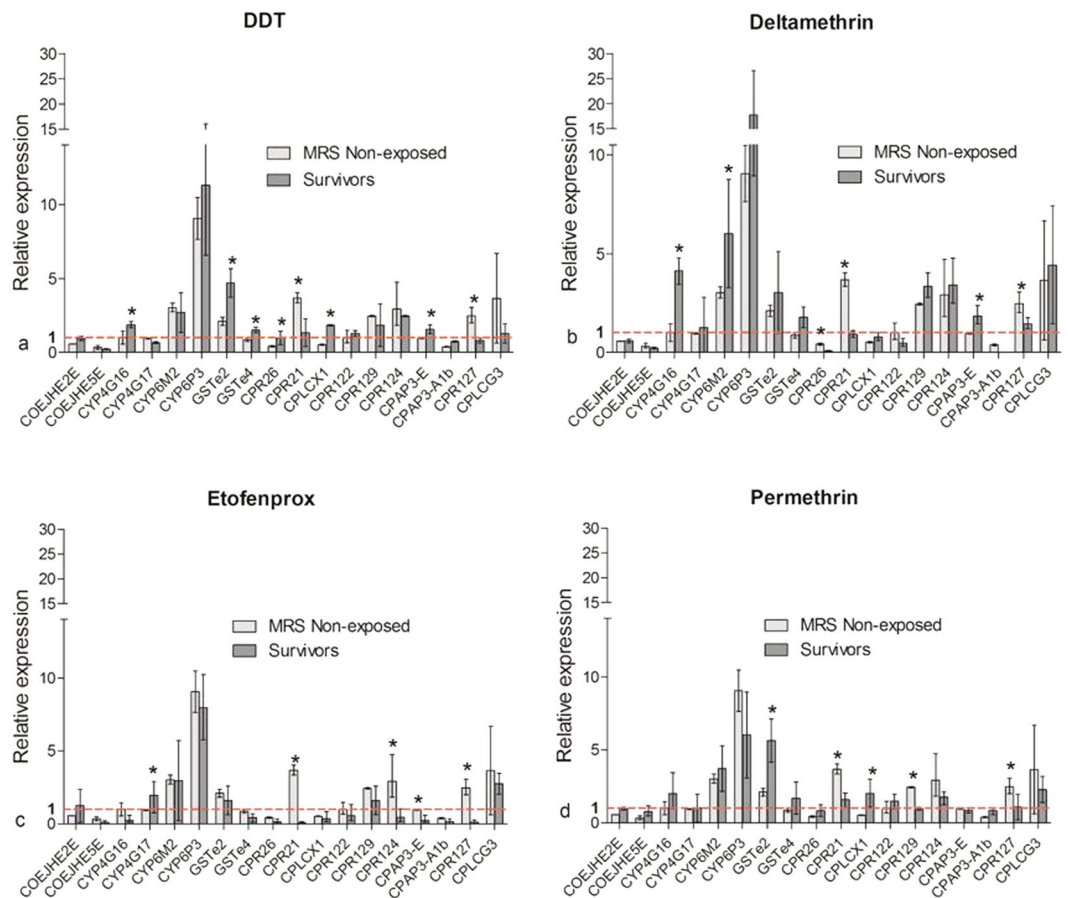 DDT
30
25
20
15
10
5
1
0
Relative expression
MRS Non-exposed
Survivors
* * * * * * * *
a
COEJHE2E
COEJHE5E
CYP4G16
CYP4G17
CYP6M2
CYP6P3
GSTe2
GSTe4
CPR26
CPR21
CPLCX1
CPR122
CPR129
CPR124
CPAP3-E
CPAP3-A1b
CPR127
CPLCG3
Deltamethrin
30
25
20
15
10
5
1
0
Relative expression
MRS Non-exposed
Survivors
* * * * * *
b
COEJHE2E
COEJHE5E
CYP4G16
CYP4G17
CYP6M2
CYP6P3
GSTe2
GSTe4
CPR26
CPR21
CPLCX1
CPR122
CPR129
CPR124
CPAP3-E
CPAP3-A1b
CPR127
CPLCG3
Etofenprox
30
25
20
15
10
5
1
0
Relative expression
MRS Non-exposed
Survivors
* * * * *
c
COEJHE2E
COEJHE5E
CYP4G16
CYP4G17
CYP6M2
CYP6P3
GSTe2
GSTe4
CPR26
CPR21
CPLCX1
CPR122
CPR129
CPR124
CPAP3-E
CPAP3-A1b
CPR127
CPLCG3
Permethrin
30
25
20
15
10
5
1
0
Relative expression
MRS Non-exposed
Survivors
* * * * *
d
COEJHE2E
COEJHE5E
CYP4G16
CYP4G17
CYP6M2
CYP6P3
GSTe2
GSTe4
CPR26
CPR21
CPLCX1
CPR122
CPR129
CPR124
CPAP3-E
CPAP3-A1b
CPR127
CPLCG3